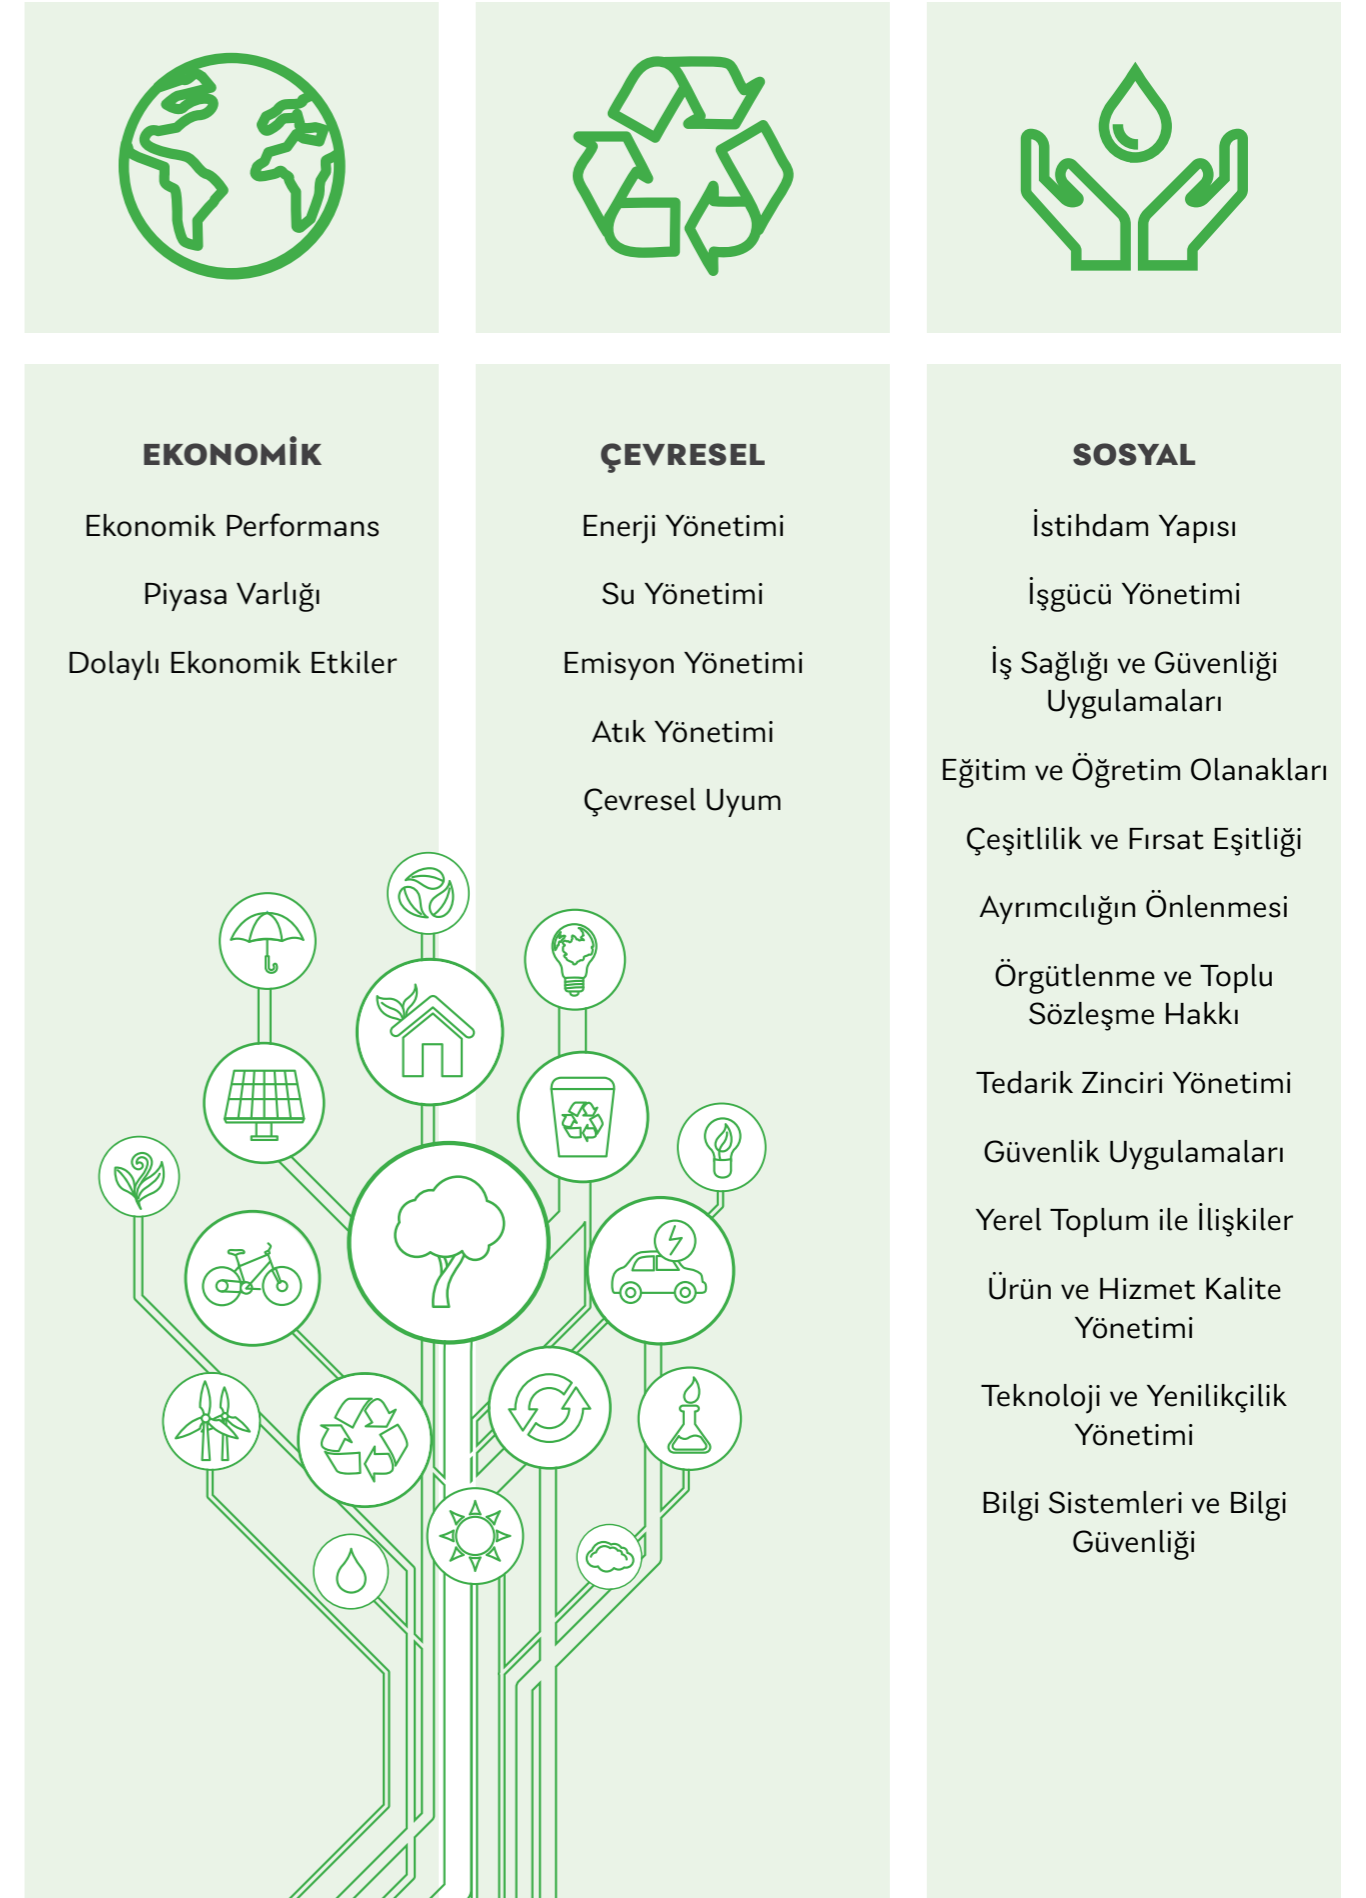 EKONOMİK
Ekonomik Performans
Piyasa Varlığı
Dolaylı Ekonomik Etkiler
ÇEVRESEL
Enerji Yönetimi
Su Yönetimi
Emisyon Yönetimi
Atık Yönetimi
Çevresel Uyum
SOSYAL
İstihdam Yapısı
İşgücü Yönetimi
İş Sağlığı ve Güvenliği
Uygulamaları
Eğitim ve Öğretim Olanakları
Çeşitlilik ve Fırsat Eşitliği
Ayrımcılığın Önlenmesi
Örgütlenme ve Toplu
Sözleşme Hakkı
Tedarik Zinciri Yönetimi
Güvenlik Uygulamaları
Yerel Toplum ile İlişkiler
Ürün ve Hizmet Kalite
Yönetimi
Teknoloji ve Yenilikçilik
Yönetimi
Bilgi Sistemleri ve Bilgi
Güvenliği